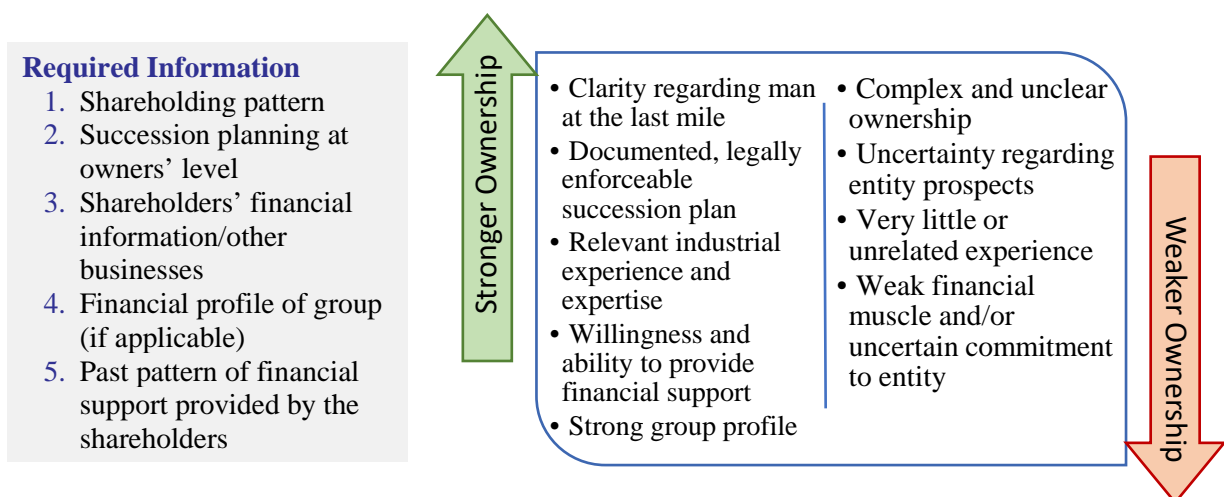 Required Information
1. Shareholding pattern
2. Succession planning at
owners’ level
3. Shareholders’ financial
information/other
businesses
4. Financial profile of group
(if applicable)
5. Past pattern of financial
support provided by the
shareholders
Stronger Ownership
• Clarity regarding man
at the last mile
• Documented, legally
enforceable
succession plan
• Relevant industrial
experience and
expertise
• Willingness and
ability to provide
financial support
• Strong group profile
• Complex and unclear
ownership
• Uncertainty regarding
entity prospects
• Very little or
unrelated experience
• Weak financial
muscle and/or
uncertain commitment
to entity
Weaker Ownership